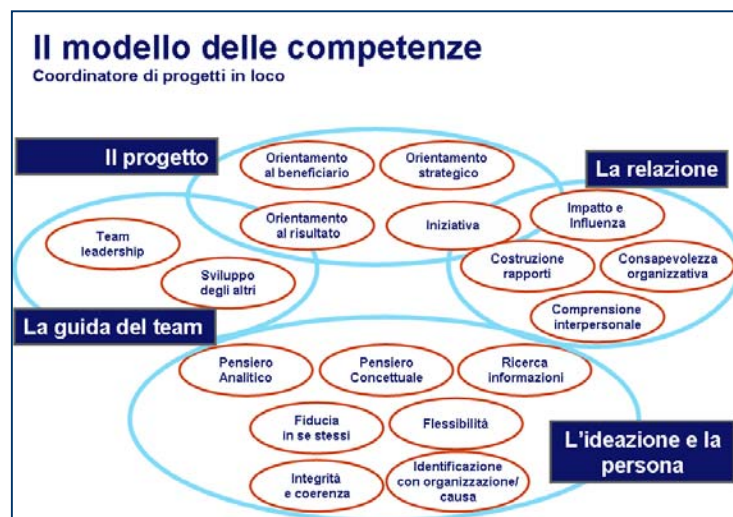 Il modello delle competenze
Coordinatore di progetti in loco
Il progetto
Orientamento
al beneficiario
Orientamento
strategico
La relazione
Orientamento
al risultato
Iniziativa
Impatto e
Influenza
Team
leadership
Sviluppo
degli altri
Costruzione
rapporti
Consapevolezza
organizzativa
Comprensione
interpersonale
La guida del team
Pensiero
Analitico
Pensiero
Concettuale
Ricerca
informazioni
Fiducia
in se stessi
Flessibilità
L'ideazione e la
persona
Integrità
e coerenza
Identificazione
con organizzazione/
causa